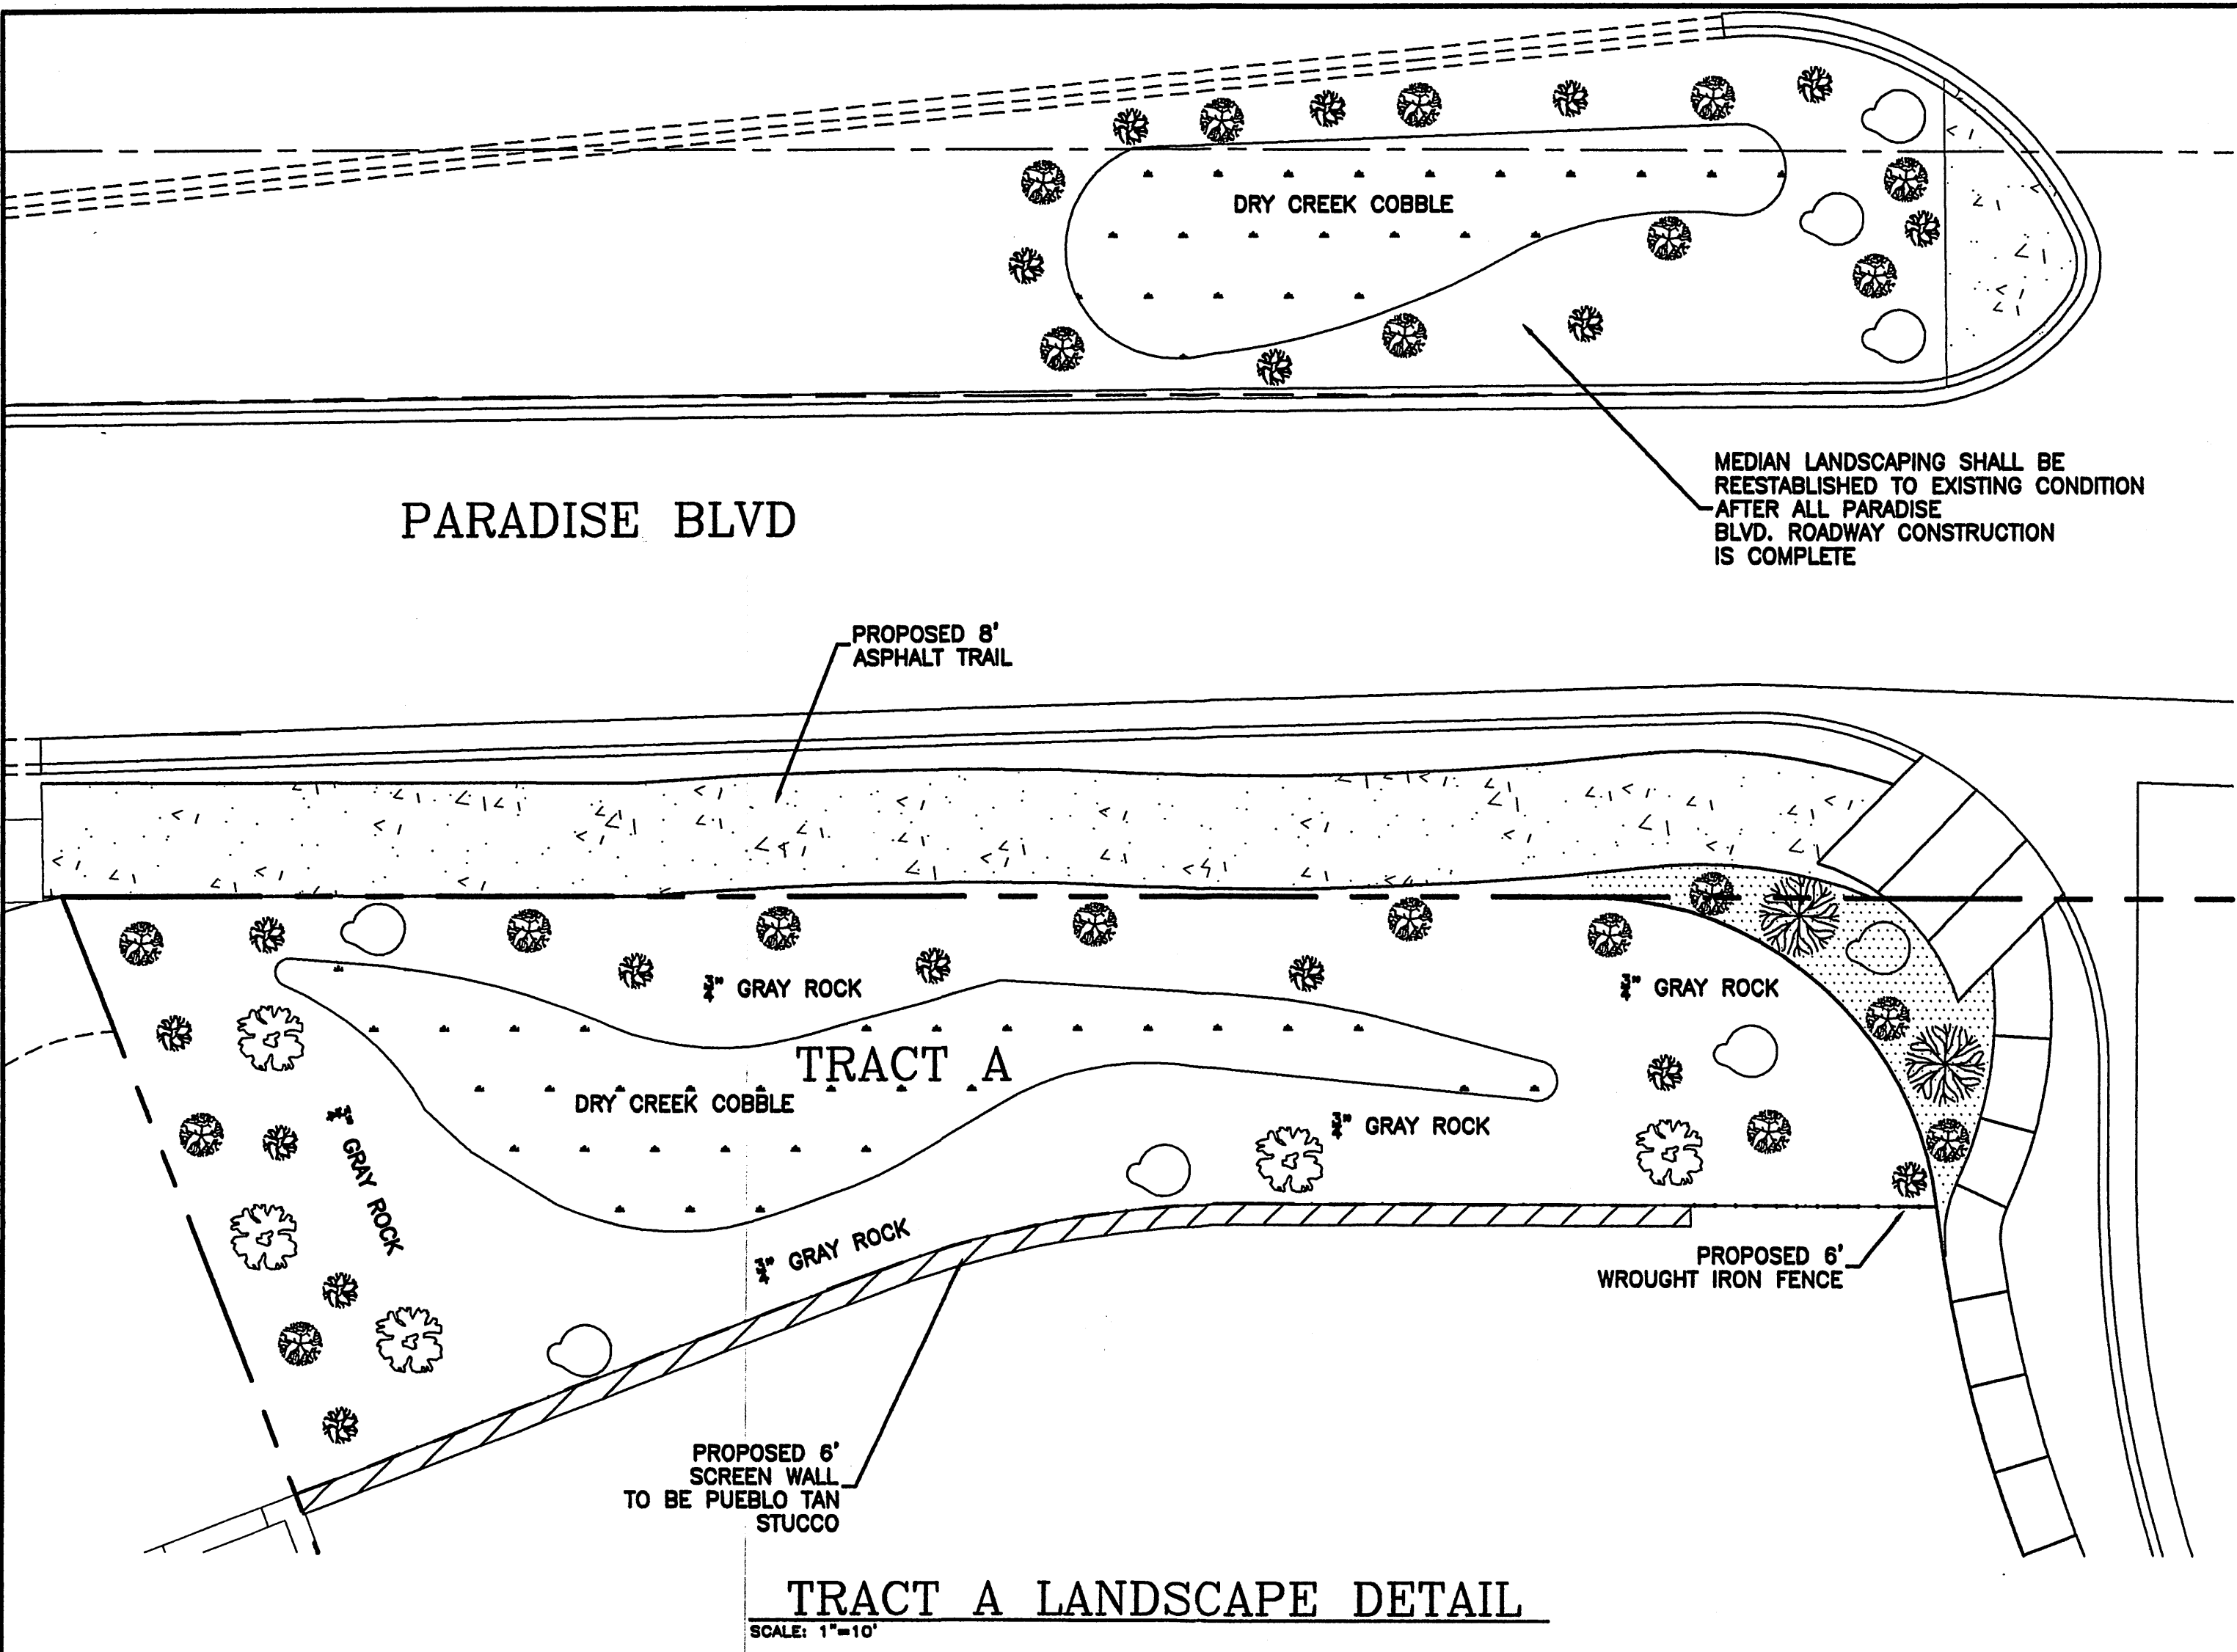 DRY CREEK COBBLE
MEDIAN LANDSCAPING SHALL BE
REESTABLISHED TO EXISTING CONDITION
AFTER ALL PARADISE
BLVD. ROADWAY CONSTRUCTION
IS COMPLETE
PARADISE BLVD
PROPOSED 8'
ASPHALT TRAIL
3/4" GRAY ROCK
3/4" GRAY ROCK
TRACT A
DRY CREEK COBBLE
3/4" GRAY ROCK
3/4" GRAY ROCK
3/4" GRAY ROCK
PROPOSED 6'
WROUGHT IRON FENCE
PROPOSED 6'
SCREEN WALL
TO BE PUEBLO TAN
STUCCO
TRACT A LANDSCAPE DETAIL
SCALE: 1"=10'